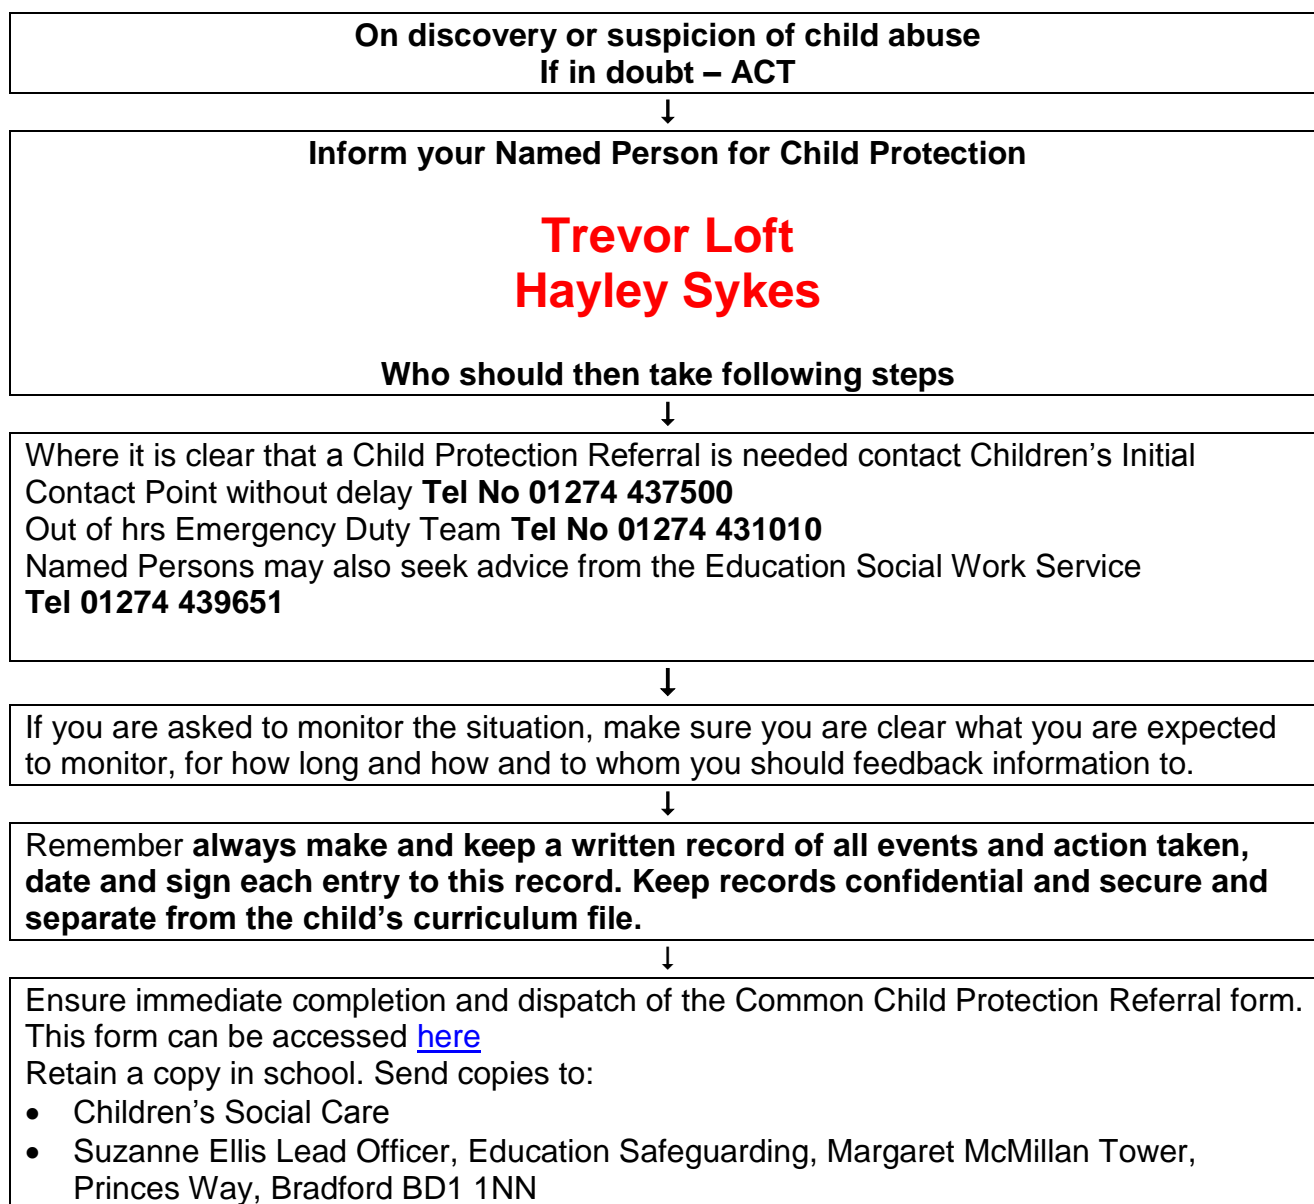 On discovery or suspicion of child abuse
If in doubt – ACT
↓
Inform your Named Person for Child Protection
Trevor Loft
Hayley Sykes
Who should then take following steps
↓
Where it is clear that a Child Protection Referral is needed contact Children’s Initial
Contact Point without delay Tel No 01274 437500
Out of hrs Emergency Duty Team Tel No 01274 431010
Named Persons may also seek advice from the Education Social Work Service
Tel 01274 439651
↓
If you are asked to monitor the situation, make sure you are clear what you are expected
to monitor, for how long and how and to whom you should feedback information to.
↓
Remember always make and keep a written record of all events and action taken,
date and sign each entry to this record. Keep records confidential and secure and
separate from the child’s curriculum file.
↓
Ensure immediate completion and dispatch of the Common Child Protection Referral form.
This form can be accessed here
Retain a copy in school. Send copies to:
• Children’s Social Care
• Suzanne Ellis Lead Officer, Education Safeguarding, Margaret McMillan Tower,
Princes Way, Bradford BD1 1NN